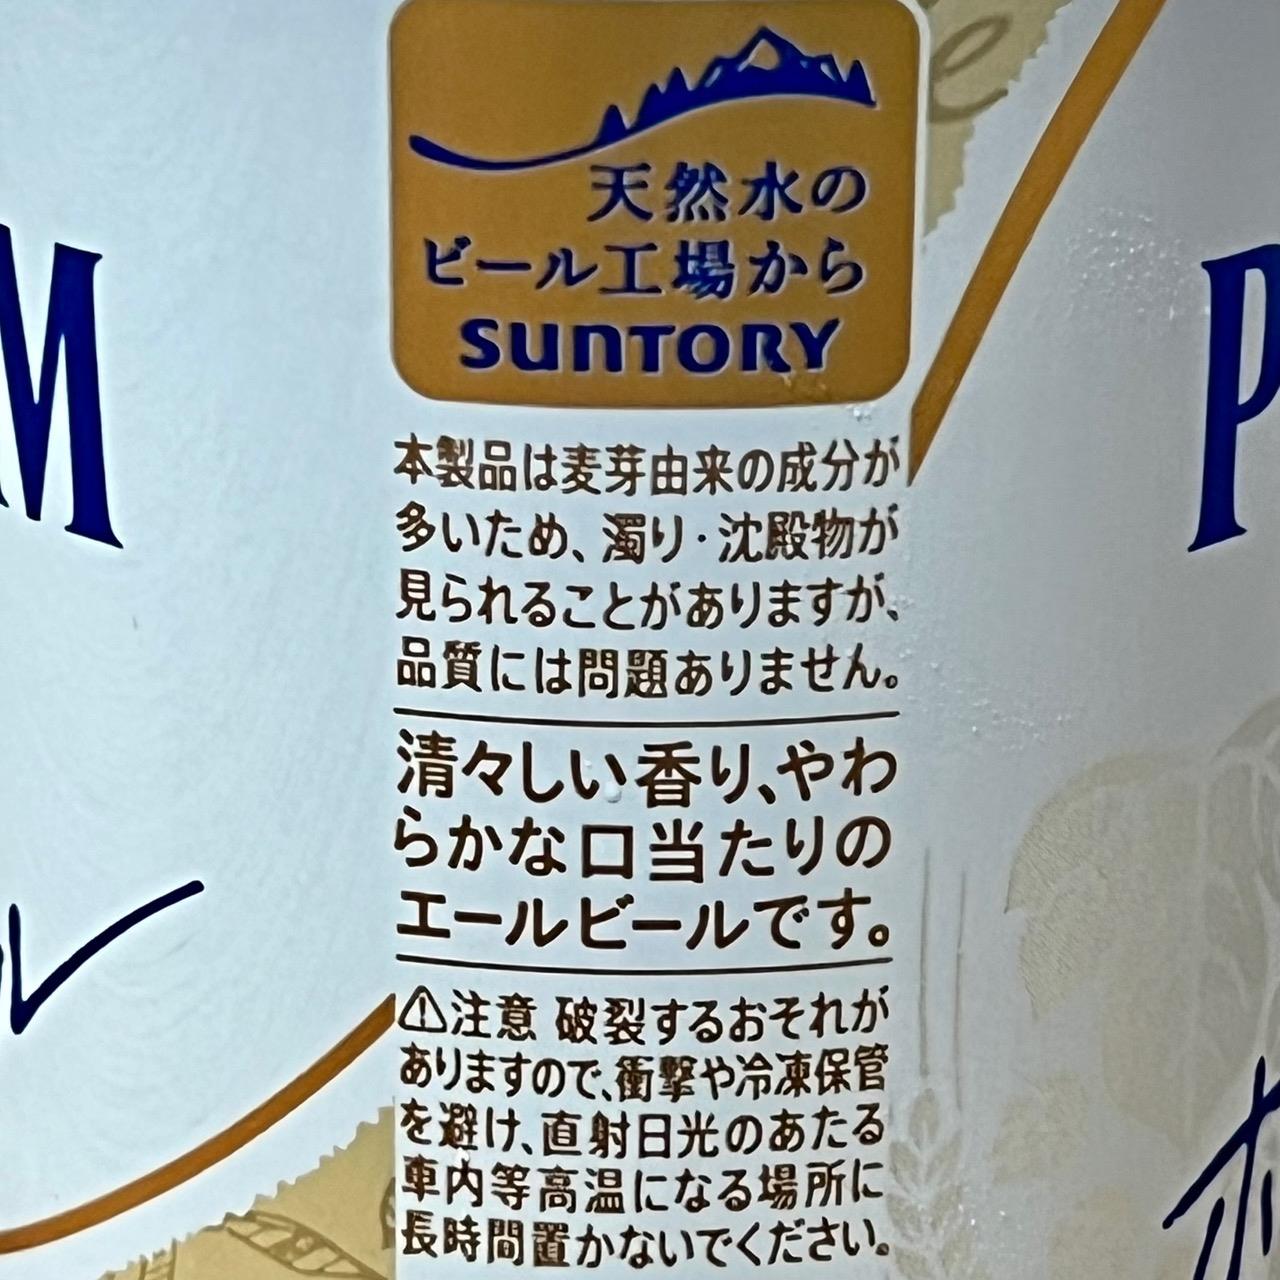 天然水の
ビール工場から
SUNTORY
本製品は麦芽由来の成分が
多いため、濁り・沈殿物が
見られることがありますが、
品質には問題ありません。
清々しい香り、やわ
らかな口当たりの
エールビールです。
⚠注意 破裂するおそれが
ありますので、衝撃や冷凍保管
を避け、直射日光のあたる
車内等高温になる場所に
長時間置かないでください。
M
ル
P